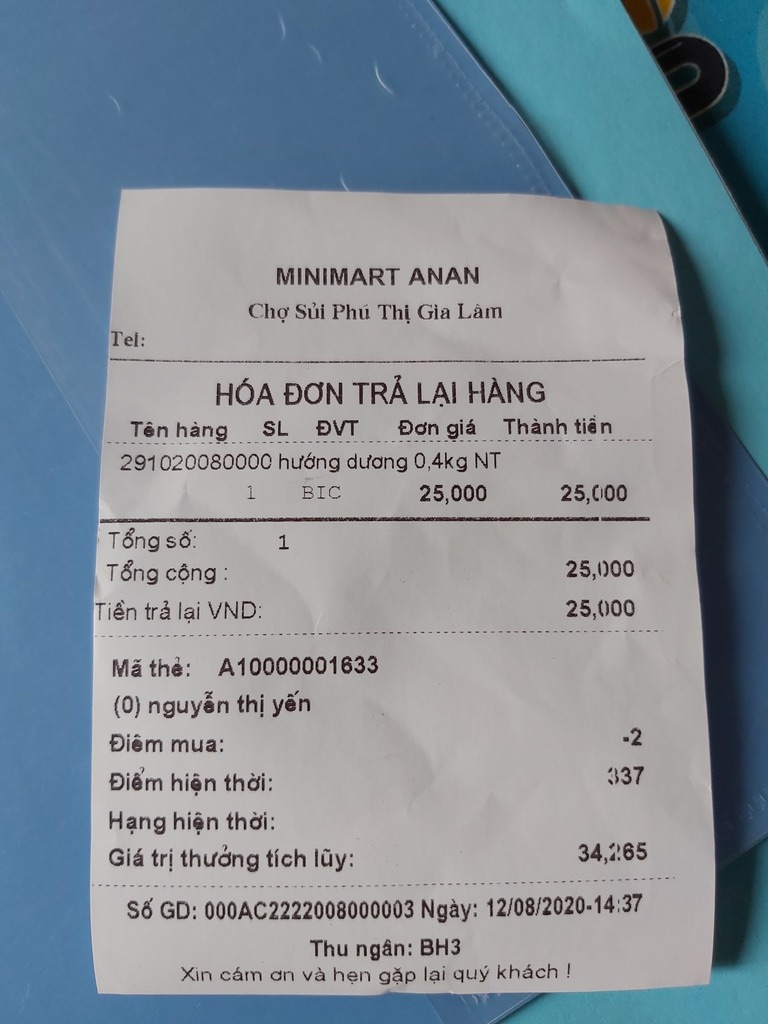 MINIMART ANAN
Chợ Sủi Phú Thị Gia Lâm
Tel:
HÓA ĐƠN TRẢ LẠI HÀNG
Tên hàng SL ĐVT Đơn giá Thành tiền
291020080000 hướng dương 0,4kg NT
1 BIC 25,000 25,000
Tổng số: 1
Tổng cộng : 25,000
Tiền trả lại VND: 25,000
Mã thẻ: A10000001633
(0) nguyễn thị yến
Điểm mua: -2
Điểm hiện thời: 337
Hạng hiện thời:
Giá trị thưởng tích lũy: 34,265
Số GD: 000AC2222008000003 Ngày: 12/08/2020-14:37
Thu ngân: BH3
Xin cám ơn và hẹn gặp lại quý khách !